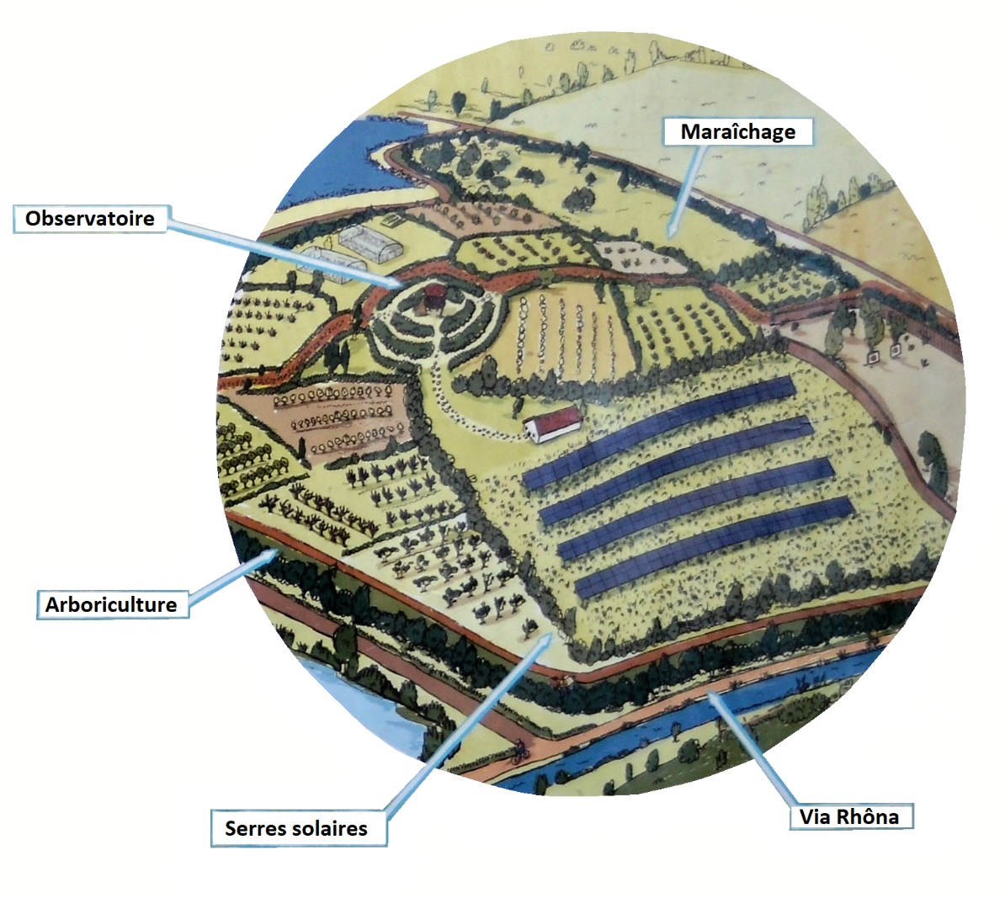 Maraîchage
Observatoire
Arboriculture
Serres solaires
Via Rhôna